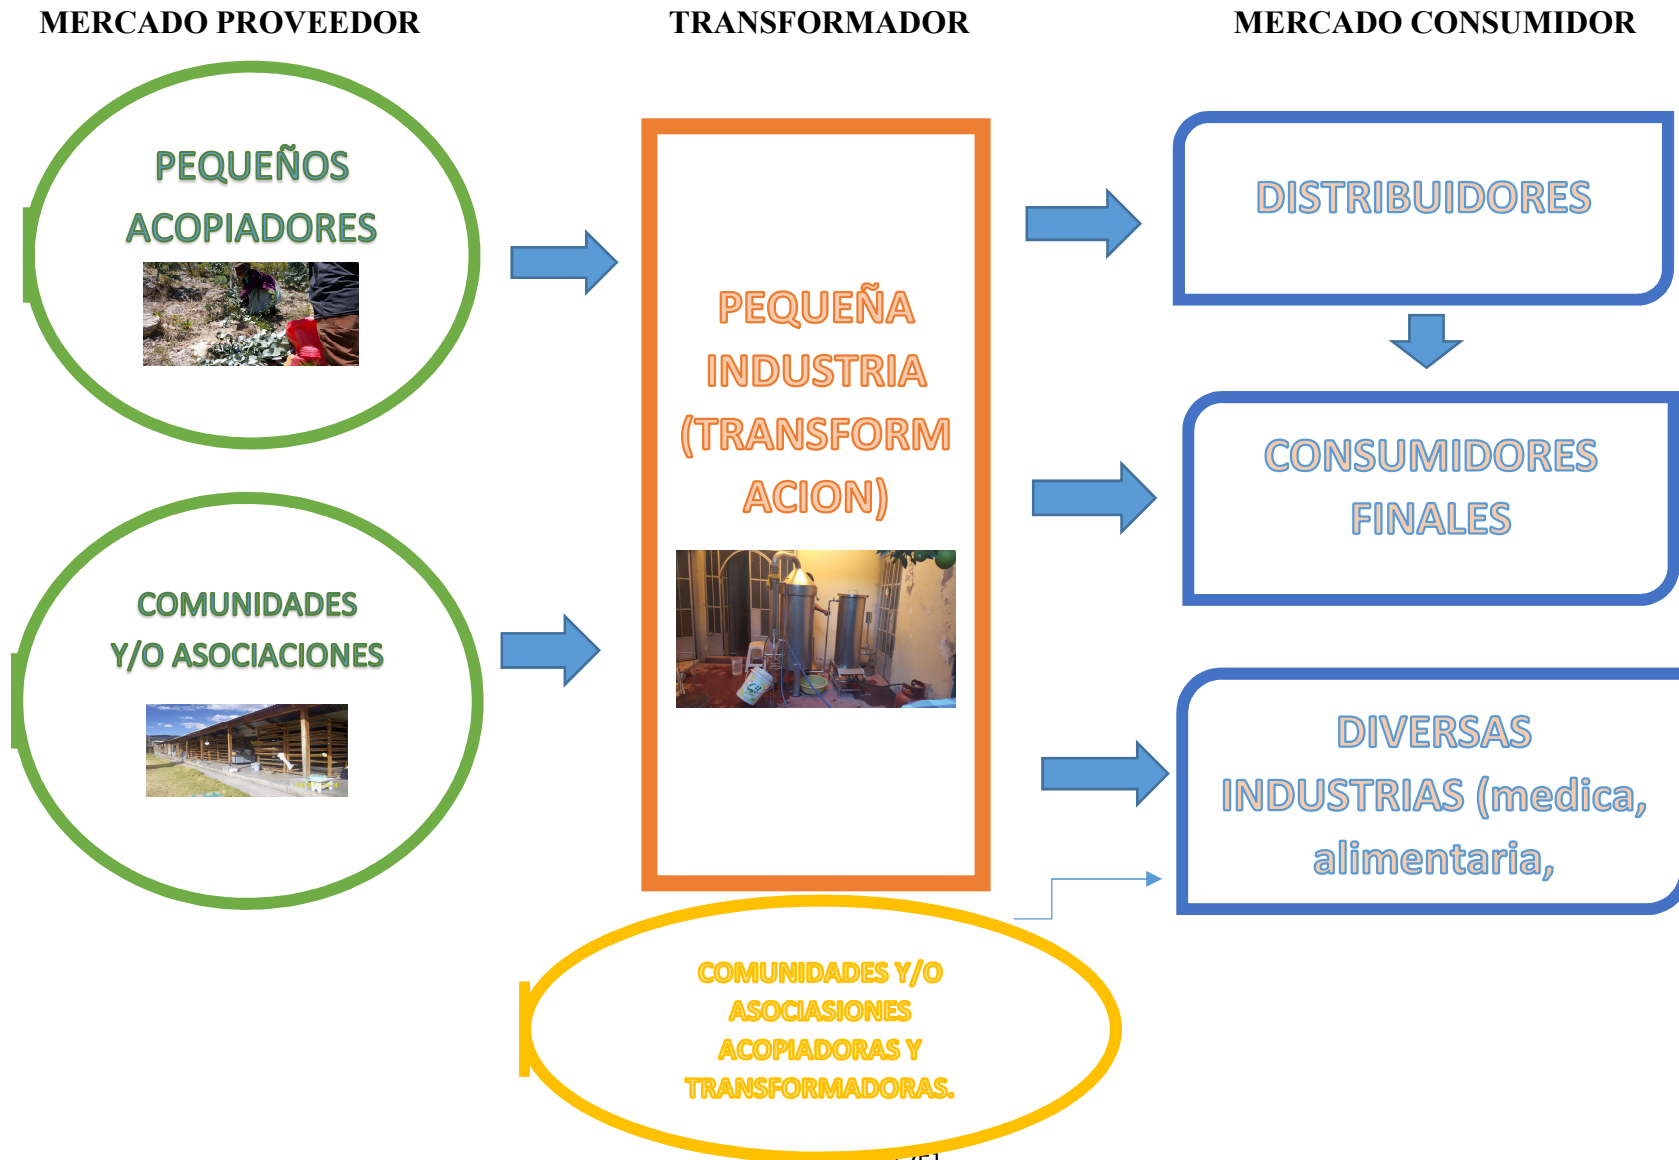 MERCADO PROVEEDOR
TRANSFORMADOR
MERCADO CONSUMIDOR
PEQUEÑOS
ACOPIADORES
COMUNIDADES
Y/O ASOCIACIONES
PEQUEÑA
INDUSTRIA
(TRANSFORM
ACION)
COMUNIDADES Y/O
ASOCIASIONES
ACOPIADORAS Y
TRANSFORMADORAS.
DISTRIBUIDORES
CONSUMIDORES
FINALES
DIVERSAS
INDUSTRIAS (medica,
alimentaria,